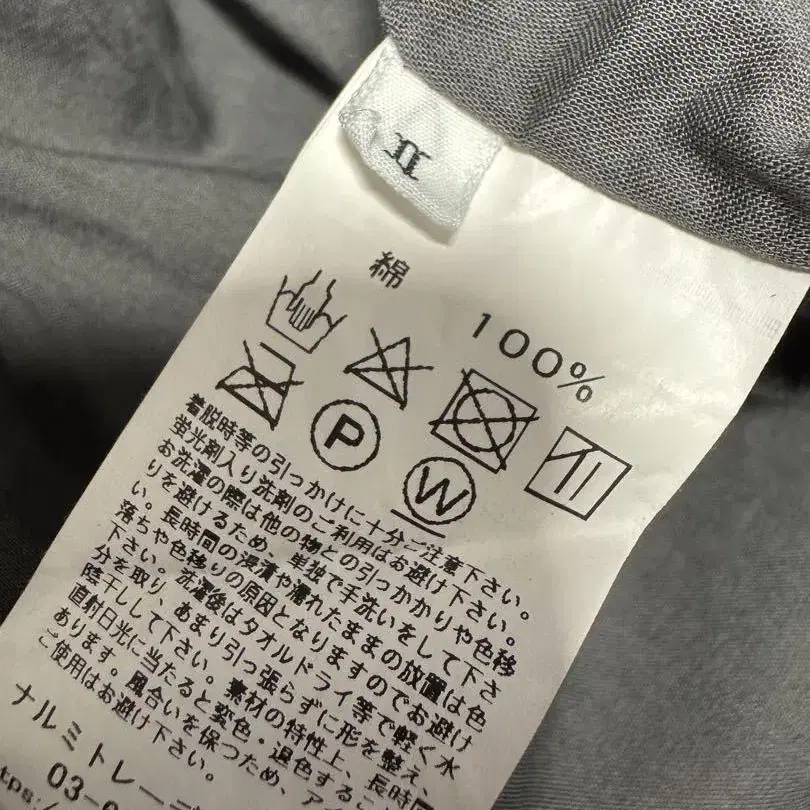 II
綿
100%
P
W
着脱時等の引っかけに十分ご注意下さい。
蛍光剤入り洗剤のご利用はお避け下さい。
お洗濯の際は他の物との引っかかりや色移
りを避けるため、単独で手洗いをして下さ
い。長時間の浸漬や濡れたままの放置は色
落ちや色移りの原因となりますのでお避け
下さい。洗濯後はタオルドライ等で軽く水
分を取り、あまり引っ張らずに形を整え、
陰干しして下さい。素材の特性上、長時間
直射日光に当たると変色・退色するこ
あります。風合いを保つため、ア
ご使用はお避け下さい。
ナルミトレー
03-
tps:/